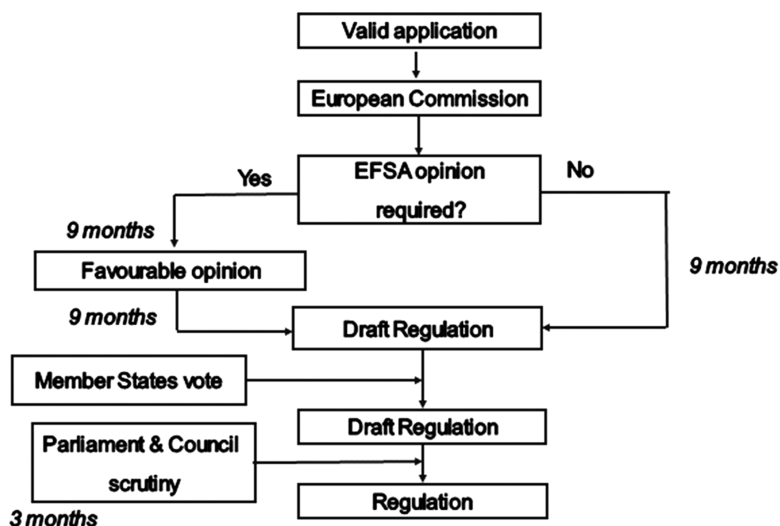 Valid application
European Commission
EFSA opinion
required?
Yes
No
9 months
Favourable opinion
9 months
9 months
Draft Regulation
Member States vote
Draft Regulation
Parliament & Council
scrutiny
3 months
Regulation